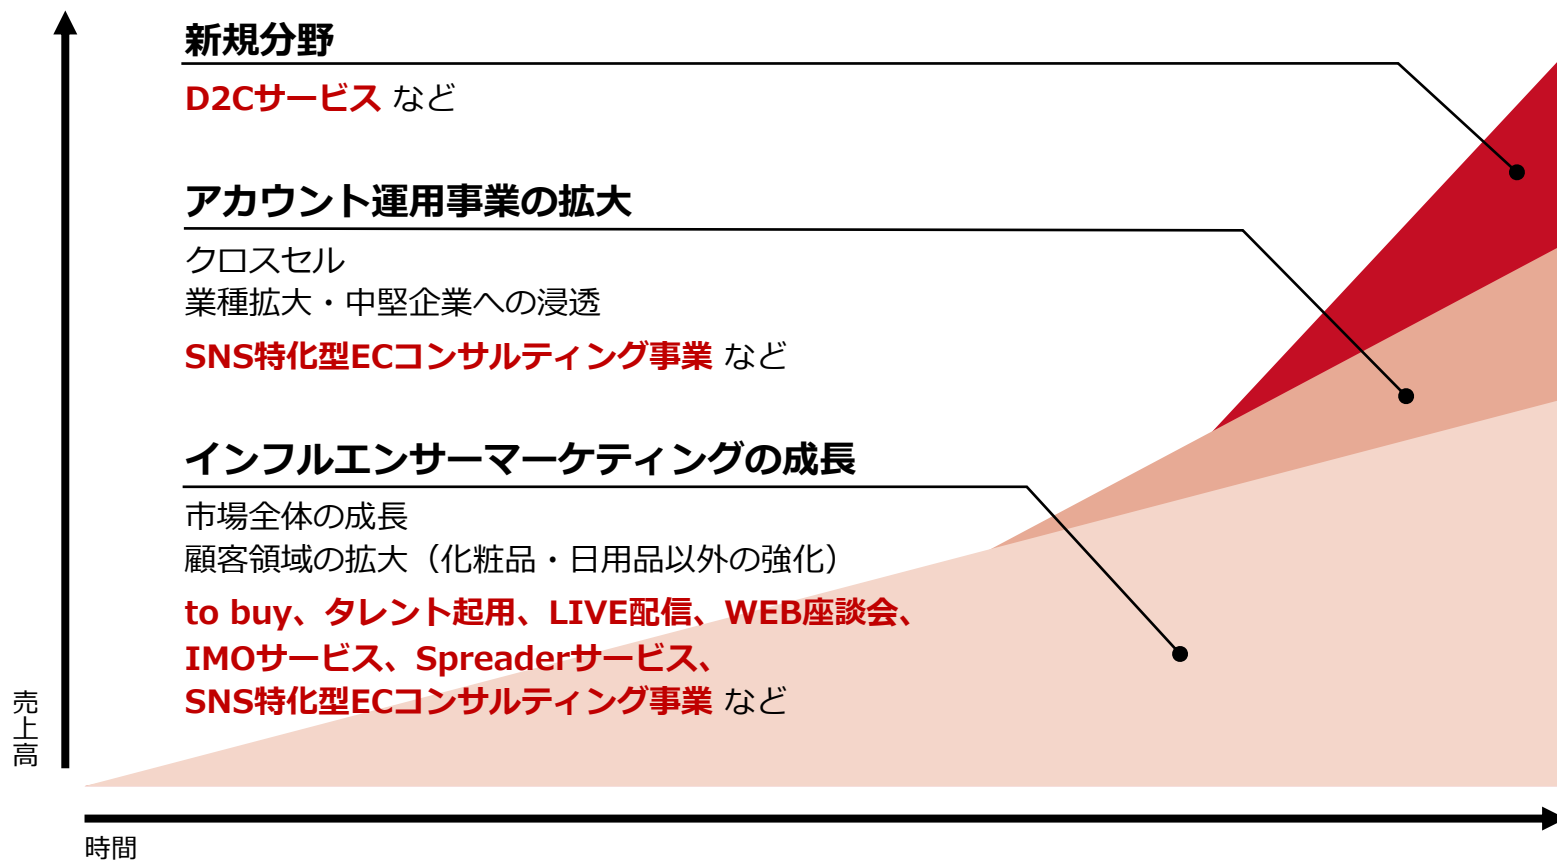 新規分野
D2Cサービス など
アカウント運用事業の拡大
クロスセル
業種拡大・中堅企業への浸透
SNS特化型ECコンサルティング事業 など
インフルエンサーマーケティングの成長
市場全体の成長
顧客領域の拡大（化粧品・日用品以外の強化）
to buy、タレント起用、LIVE配信、WEB座談会、
IMOサービス、Spreaderサービス、
SNS特化型ECコンサルティング事業 など
売上高
時間